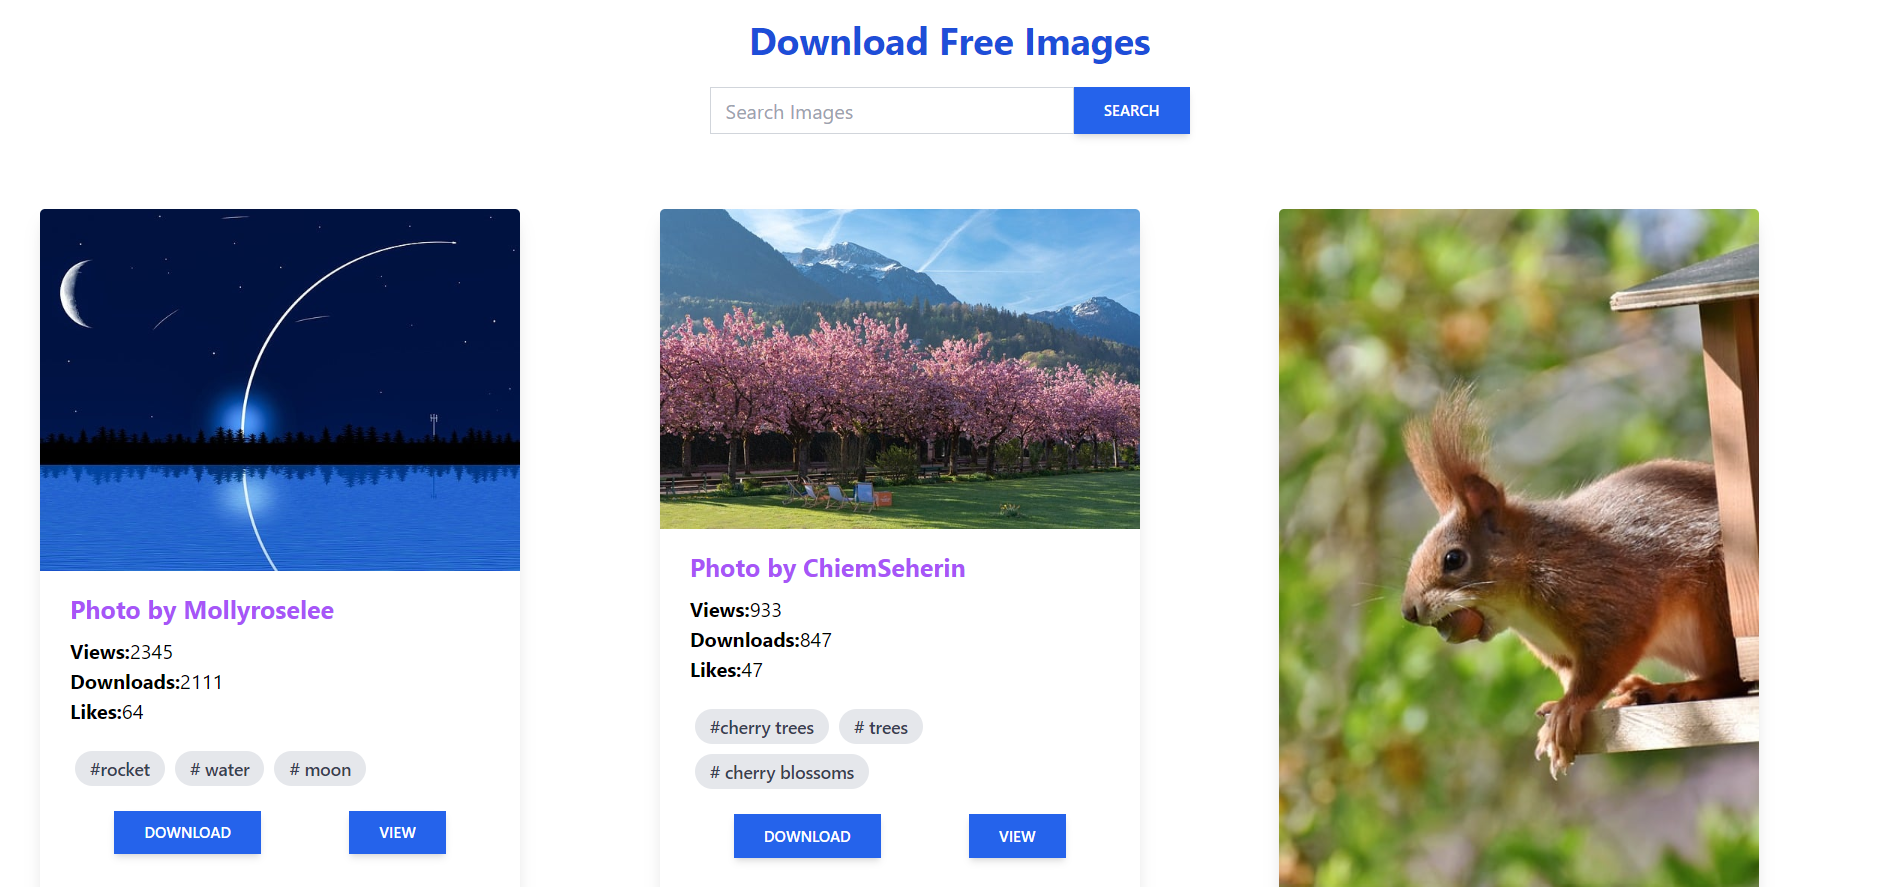 Download Free Images
Search Images
SEARCH
Photo by Mollyroselee
Views:2345
Downloads:2111
Likes:64
#rocket
# water
# moon
DOWNLOAD
VIEW
Photo by ChiemSeherin
Views:933
Downloads:847
Likes:47
#cherry trees
# trees
# cherry blossoms
DOWNLOAD
VIEW